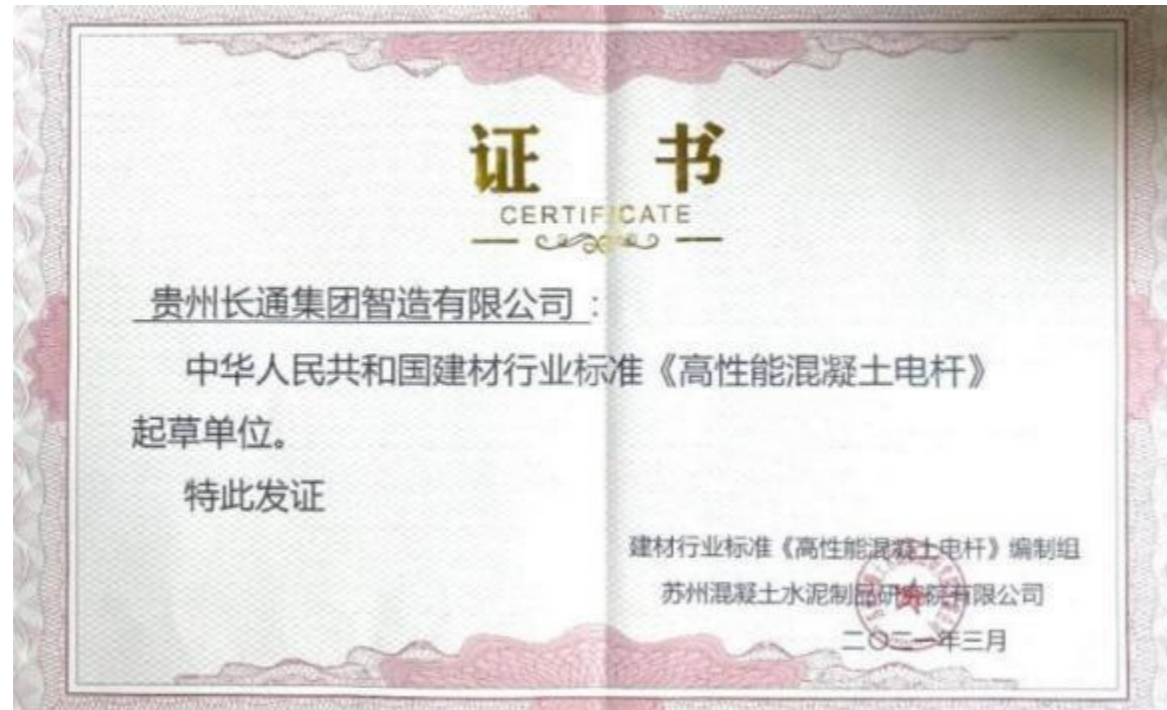 证 书
CERTIFICATE
贵州长通集团智造有限公司：
中华人民共和国建材行业标准《高性能混凝土电杆》
起草单位。
特此发证
建材行业标准《高性能混凝土电杆》编制组
苏州混凝土水泥制品研究院有限公司
二〇二一年三月